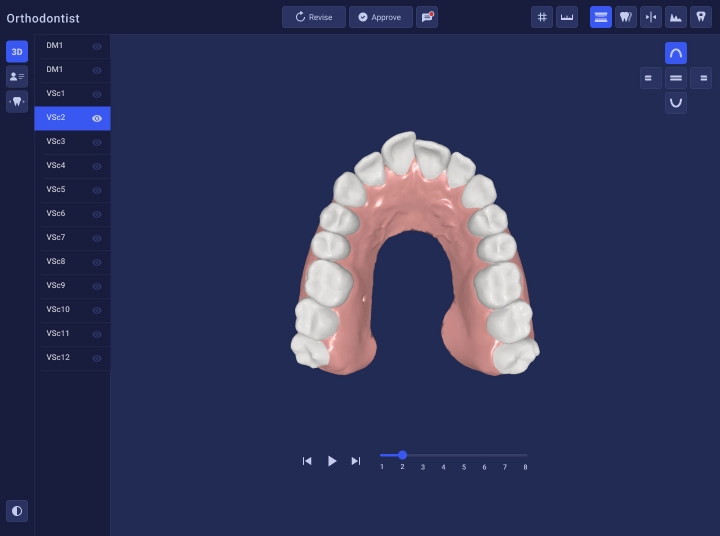 Orthodontist
Revise
Approve
3D
DM1
DM1
VSc1
VSc2
VSc3
VSc4
VSc5
VSc6
VSc7
VSc8
VSc9
VSc10
VSc11
VSc12
1 2 3 4 5 6 7 8